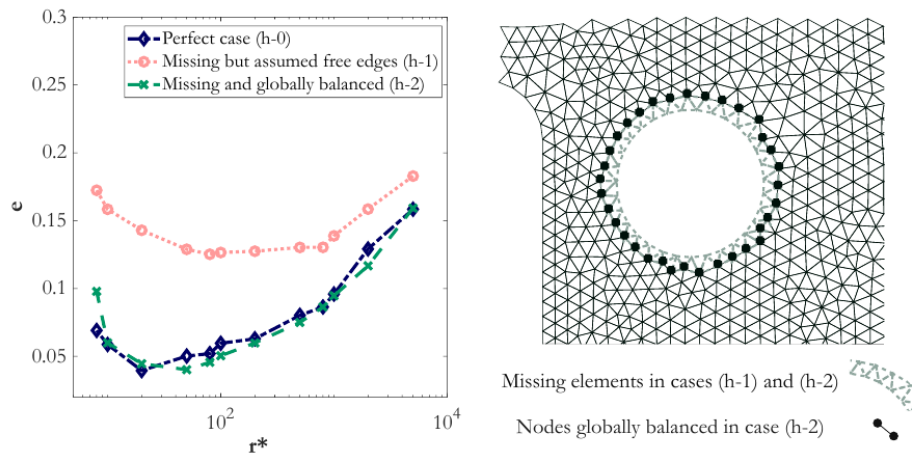 0.3
0.25
0.2
0.15
0.1
0.05
e
Perfect case (h-0)
Missing but assumed free edges (h-1)
Missing and globally balanced (h-2)
10^2
10^4
r*
Missing elements in cases (h-1) and (h-2)
Nodes globally balanced in case (h-2)